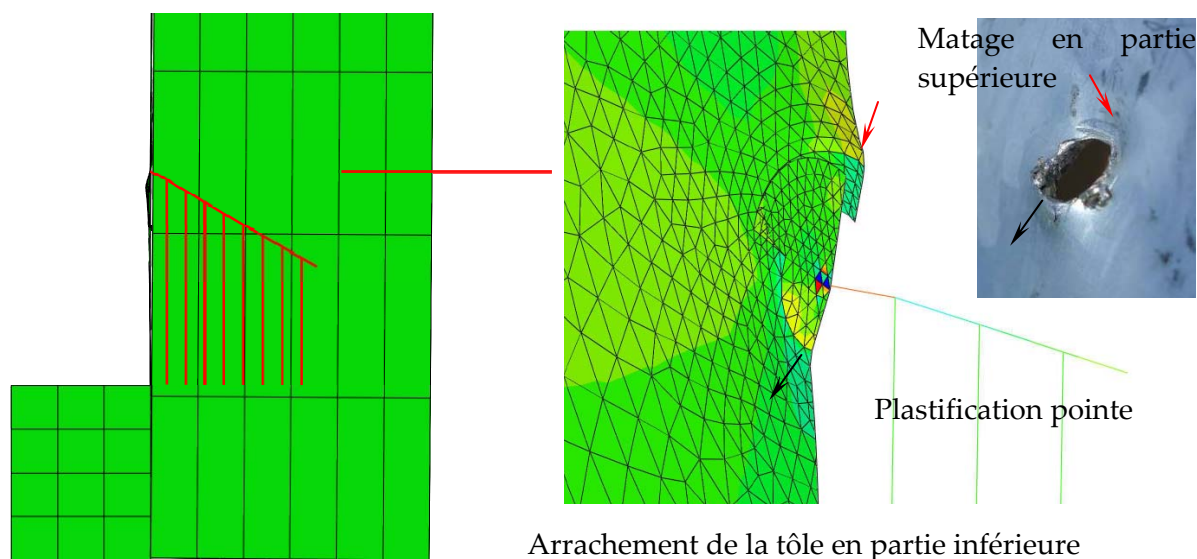 Matage en partie
supérieure
Plastification pointe
Arrachement de la tôle en partie inférieure